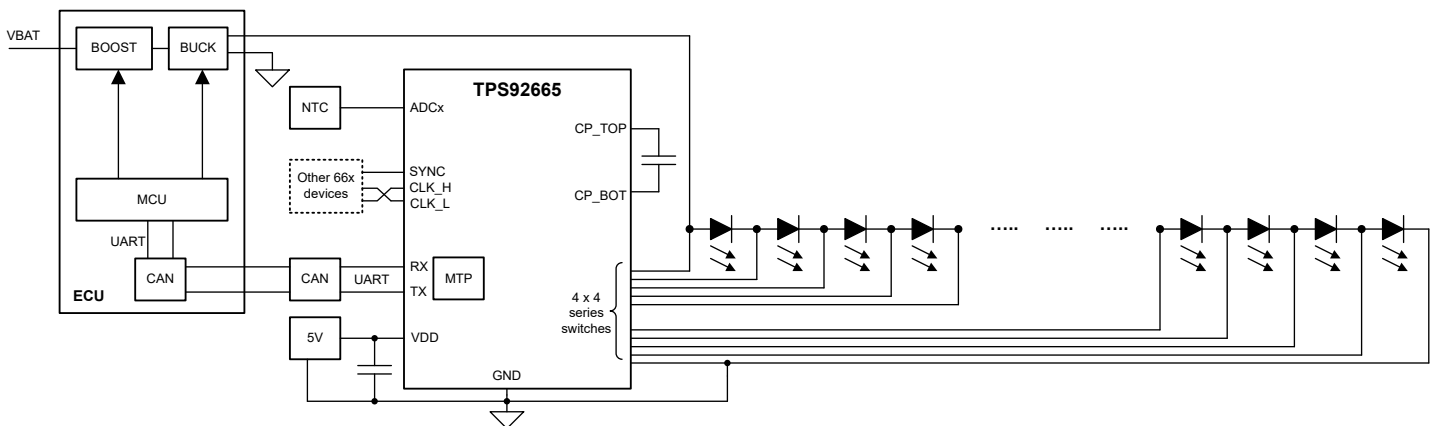 VBAT
BOOST
BUCK
MCU
UART
CAN
ECU
NTC
Other 66x
devices
CAN
UART
5V
TPS92665
ADCx
SYNC
CLK_H
CLK_L
RX
TX
MTP
VDD
GND
CP_TOP
CP_BOT
4 x 4
series
switches
..... ..... .....